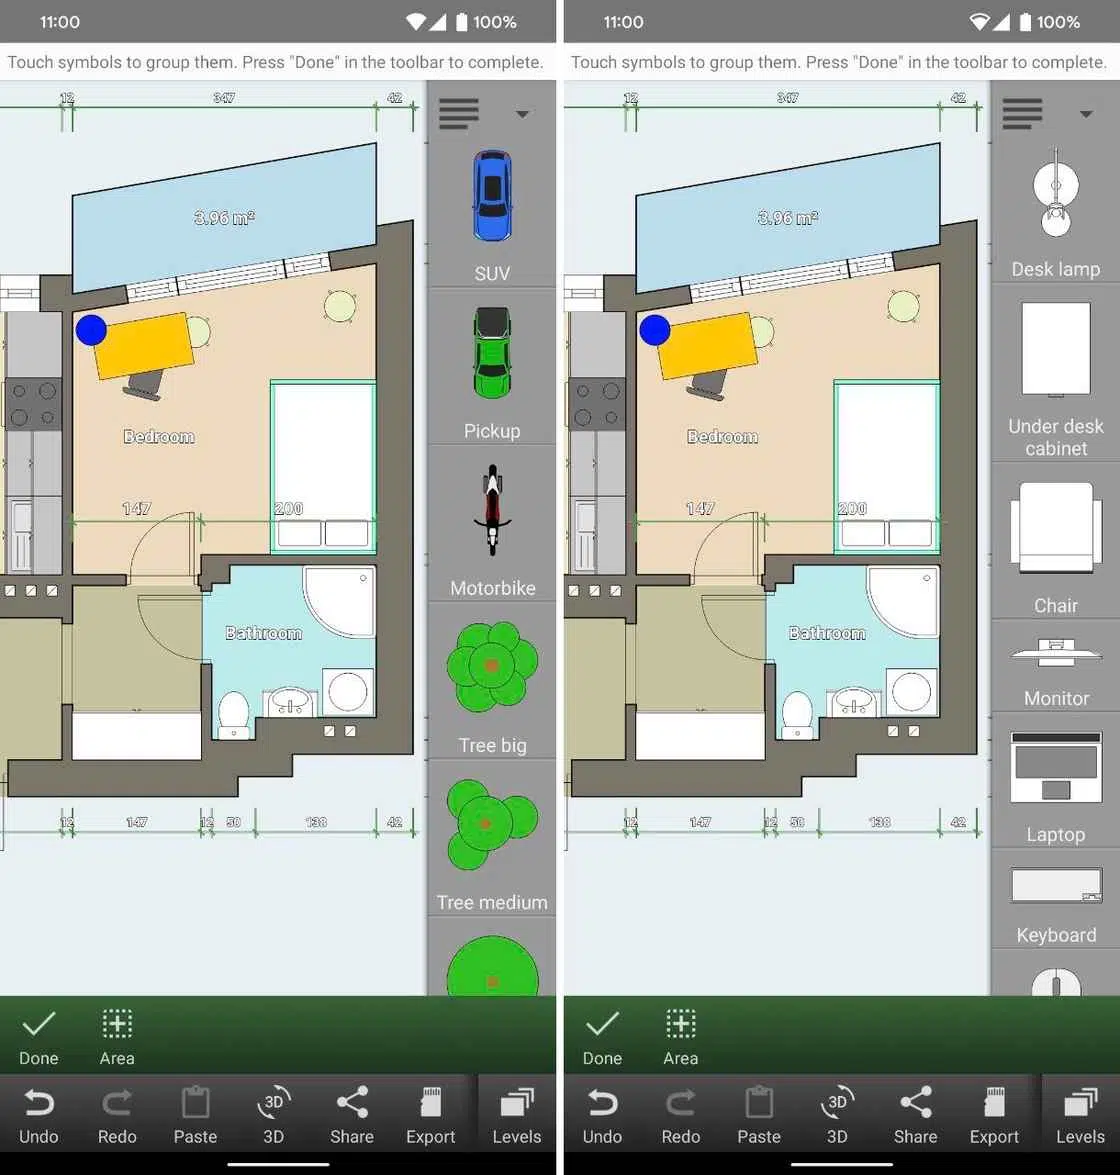 11:00
100%
Touch symbols to group them. Press "Done" in the toolbar to complete.
12
347
42
3.96 m²
Bedroom
147
200
Bathroom
12
147
12
50
138
42
SUV
Pickup
Motorbike
Tree big
Tree medium
Done
Area
Undo
Redo
Paste
3D
3D
Share
Export
Levels
11:00
100%
Touch symbols to group them. Press "Done" in the toolbar to complete.
12
347
42
3.96 m²
Bedroom
147
200
Bathroom
12
147
12
50
138
42
Desk lamp
Under desk
cabinet
Chair
Monitor
Laptop
Keyboard
Done
Area
Undo
Redo
Paste
3D
3D
Share
Export
Levels